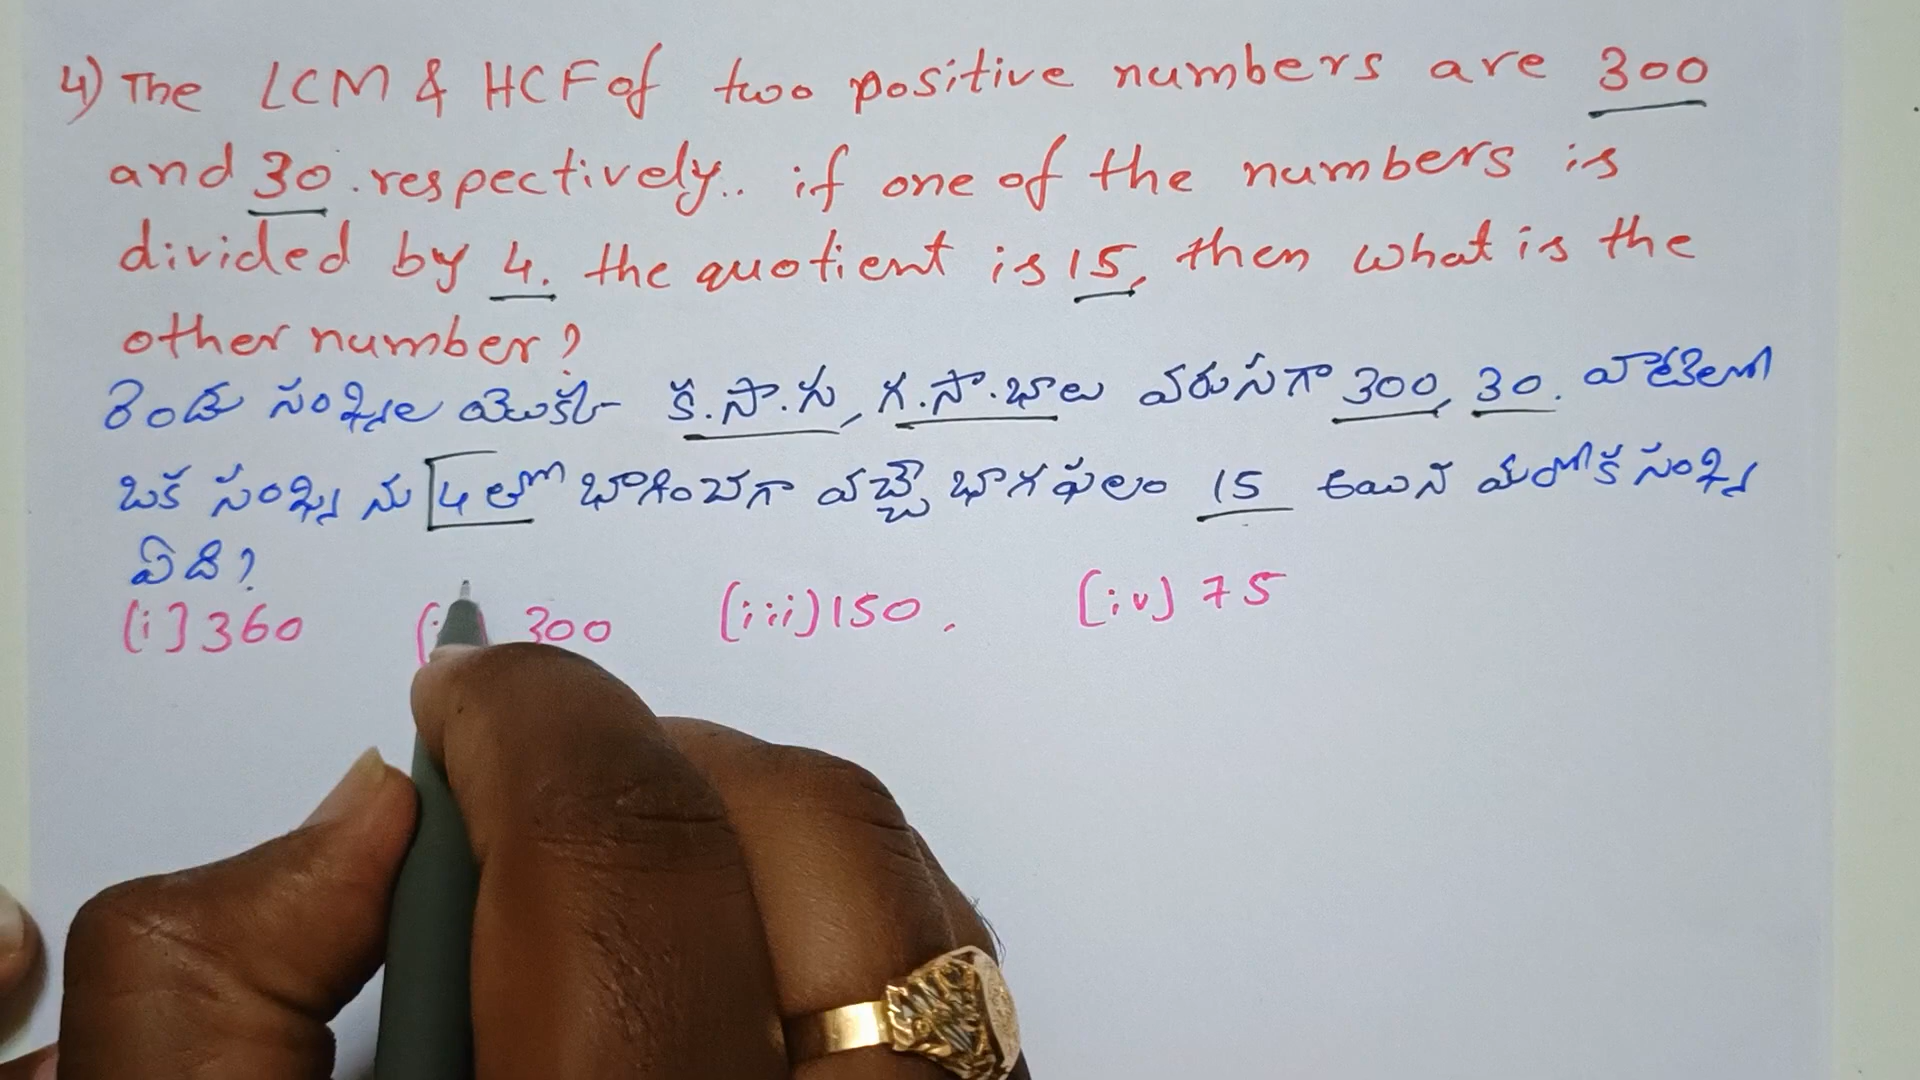 4) The LCM & HCF of two positive numbers are 300
and 30 .respectively.. if one of the numbers is
divided by 4. the quotient is 15, then what is the
other number?
రెండు సంఖ్యల యొక్క క.సా.గు, గ.సా.భాలు వరుసగా 300, 30. వాటిలో
ఒక సంఖ్య ను 4 లో భాగించగా వచ్చే భాగఫలం 15 అయిన మరోక సంఖ్య
ఏది?
(i) 360 300 (iii) 150 . (iv) 75